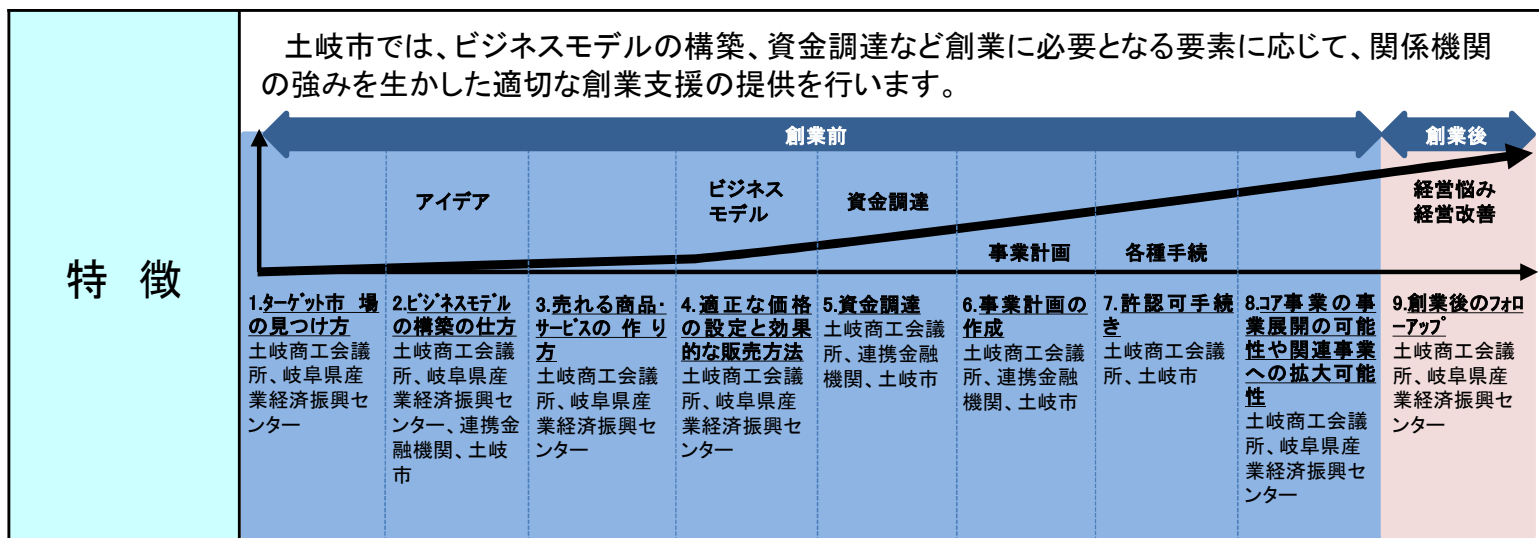 特 徴
土岐市では、ビジネスモデルの構築、資金調達など創業に必要となる要素に応じて、関係機関
の強みを生かした適切な創業支援の提供を行います。
創業前
創業後
アイデア
ビジネス
モデル
資金調達
事業計画
各種手続
経営悩み
経営改善
1.ﾀｰｹﾞｯﾄ市 場
の見つけ方
土岐商工会議
所、岐阜県産
業経済振興セ
ンター
2.ﾋﾞｼﾞﾈｽﾓﾃﾞﾙ
の構築の仕方
土岐商工会議
所、岐阜県産
業経済振興セ
ンター、連携金
融機関、土岐
市
3.売れる商品・
ｻｰﾋﾞｽの 作 り
方
土岐商工会議
所、岐阜県産
業経済振興セ
ンター
4.適正な価格
の設定と効果
的な販売方法
土岐商工会議
所、岐阜県産
業経済振興セ
ンター
5.資金調達
土岐商工会議
所、連携金融
機関、土岐市
6.事業計画の
作成
土岐商工会議
所、連携金融
機関、土岐市
7.許認可手続
き
土岐商工会議
所、土岐市
8.ｺｱ事業の事
業展開の可能
性や関連事業
への拡大可能
性
土岐商工会議
所、岐阜県産
業経済振興セ
ンター
9.創業後のﾌｫﾛ
ｰｱｯﾌﾟ
土岐商工会議
所、岐阜県産
業経済振興セ
ンター